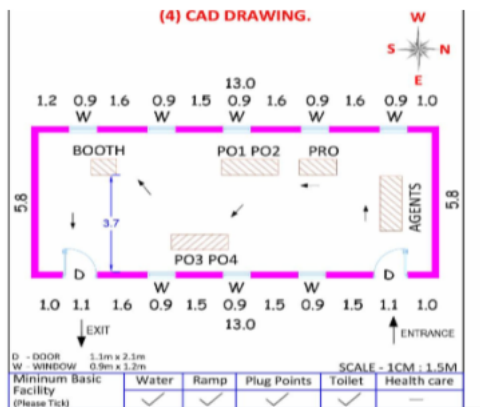 (4) CAD DRAWING.
W
S N
E
13.0
1.2 0.9 1.6 0.9 1.5 0.9 1.6 0.9 1.6 0.9 1.0
W W W W W
BOOTH PO1 PO2 PRO
5.8 3.7 AGENTS 5.8
PO3 PO4
D D
W W W
1.0 1.1 1.6 0.9 1.5 0.9 1.5 0.9 1.5 1.1 1.0
13.0
EXIT ENTRANCE
D - DOOR 1.1m x 2.1m
W - WINDOW 0.9m x 1.2m SCALE - 1CM : 1.5M
Mininum Basic Water Ramp Plug Points Toilet Health care
Facility
(Please Tick)